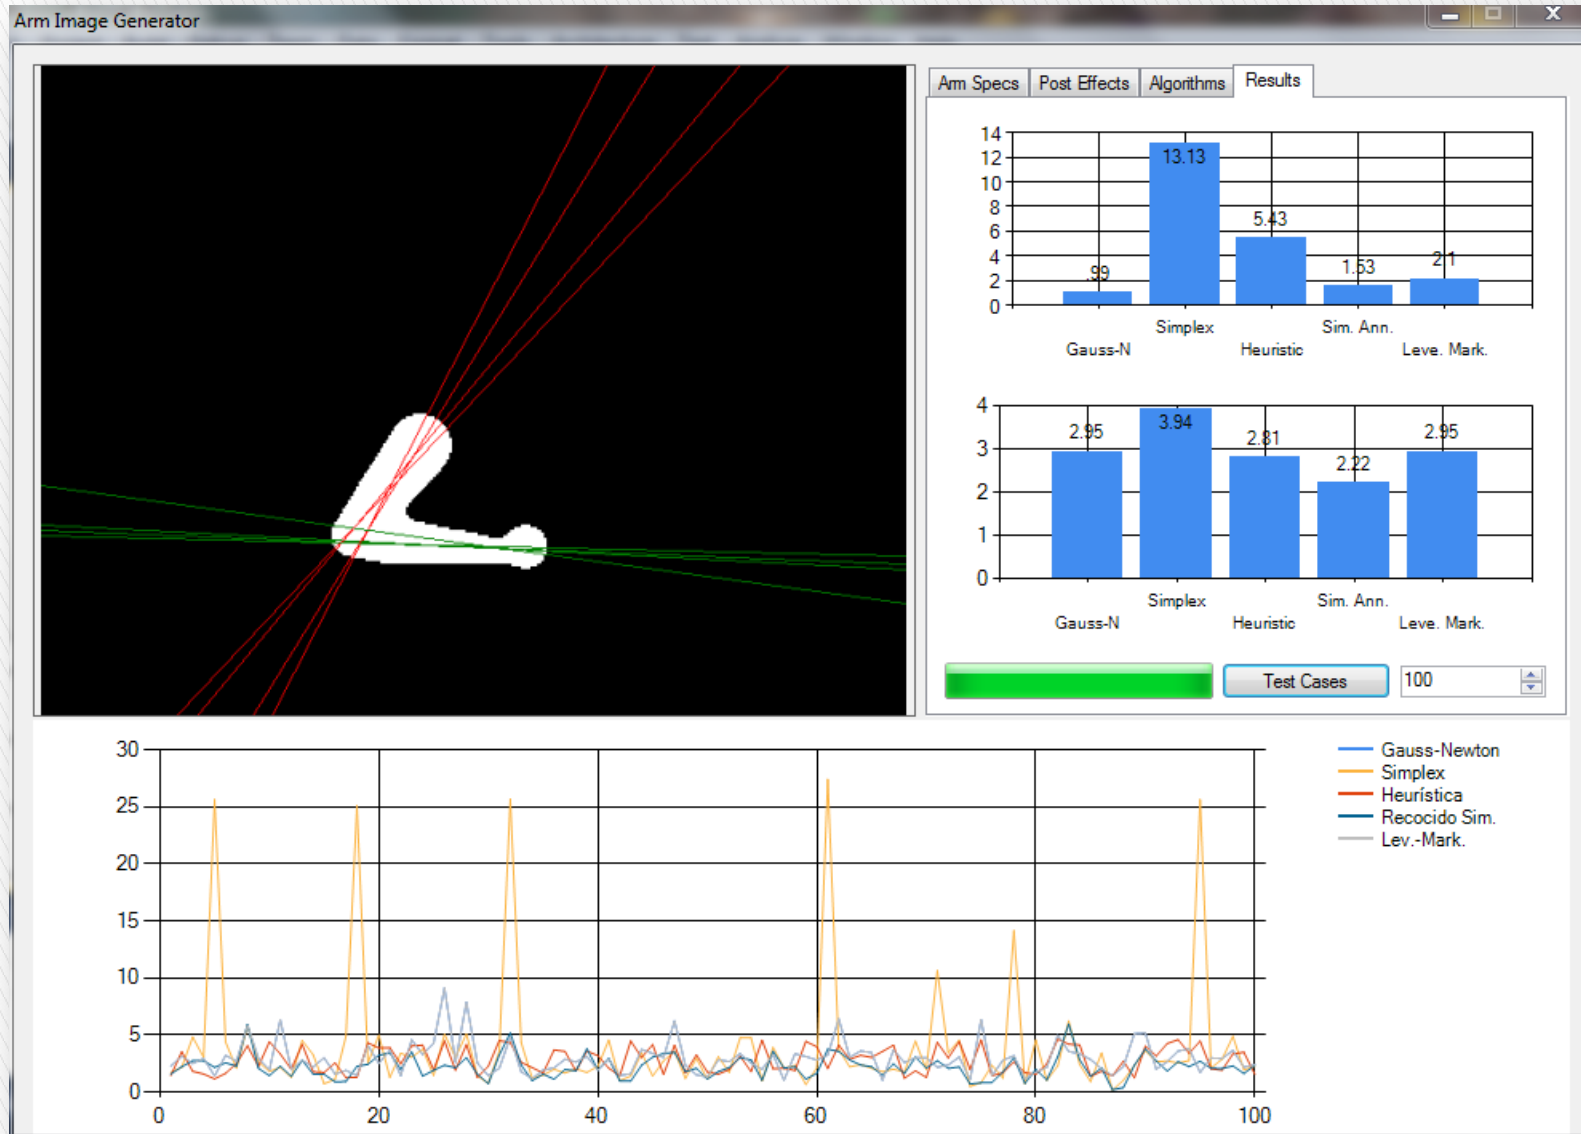 Arm Image Generator
Arm Specs Post Effects Algorithms Results
14
12
10
8
6
4
2
0
.99 13.13 5.43 1.53 2.1
Simplex Sim. Ann.
Gauss-N Heuristic Leve. Mark.
4
3
2
1
0
2.95 3.94 2.81 2.22 2.95
Simplex Sim. Ann.
Gauss-N Heuristic Leve. Mark.
Test Cases 100
30
25
20
15
10
5
0
0 20 40 60 80 100
Gauss-Newton
Simplex
Heurística
Recocido Sim.
Lev.-Mark.